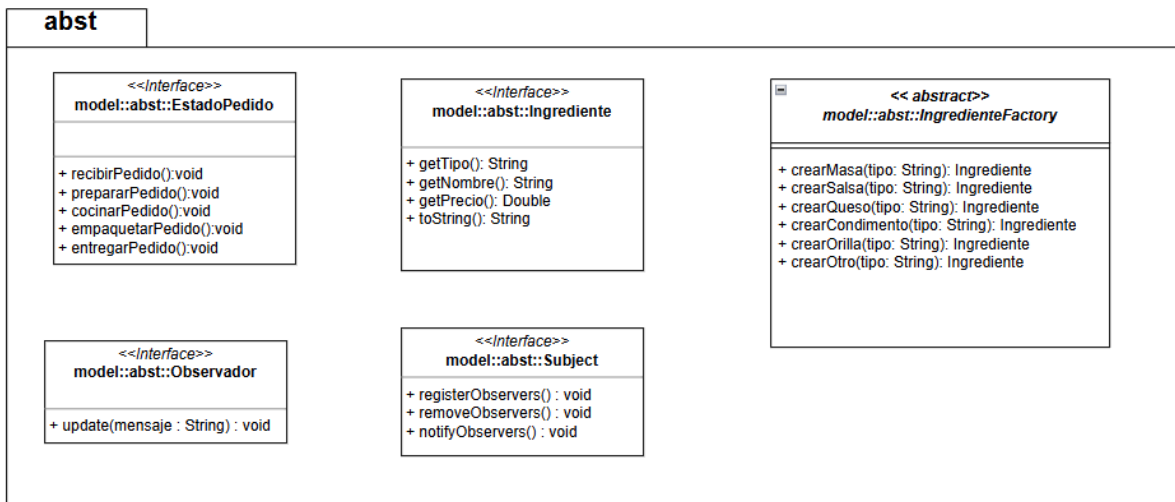 abst
<<Interface>>
model::abst::EstadoPedido
+ recibirPedido():void
+ prepararPedido():void
+ cocinarPedido():void
+ empaquetarPedido():void
+ entregarPedido():void
<<Interface>>
model::abst::Ingrediente
+ getTipo(): String
+ getNombre(): String
+ getPrecio(): Double
+ toString(): String
<< abstract>>
model::abst::IngredienteFactory
+ crearMasa(tipo: String): Ingrediente
+ crearSalsa(tipo: String): Ingrediente
+ crearQueso(tipo: String): Ingrediente
+ crearCondimento(tipo: String): Ingrediente
+ crearOrilla(tipo: String): Ingrediente
+ crearOtro(tipo: String): Ingrediente
<<Interface>>
model::abst::Observador
+ update(mensaje : String) : void
<<Interface>>
model::abst::Subject
+ registerObservers() : void
+ removeObservers() : void
+ notifyObservers() : void